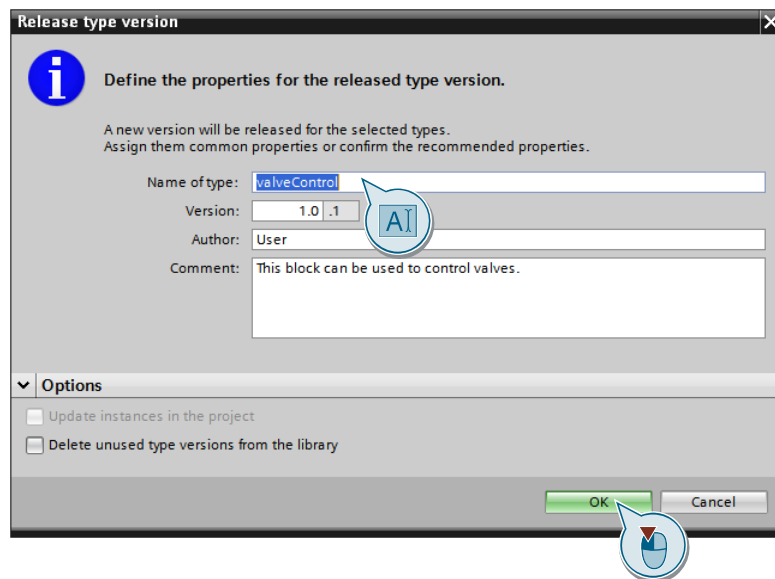 Release type version
Define the properties for the released type version.
A new version will be released for the selected types.
Assign them common properties or confirm the recommended properties.
Name of type: valveControl
Version: 1.0 .1
Author: User
Comment: This block can be used to control valves.
Options
Update instances in the project
Delete unused type versions from the library
OK Cancel